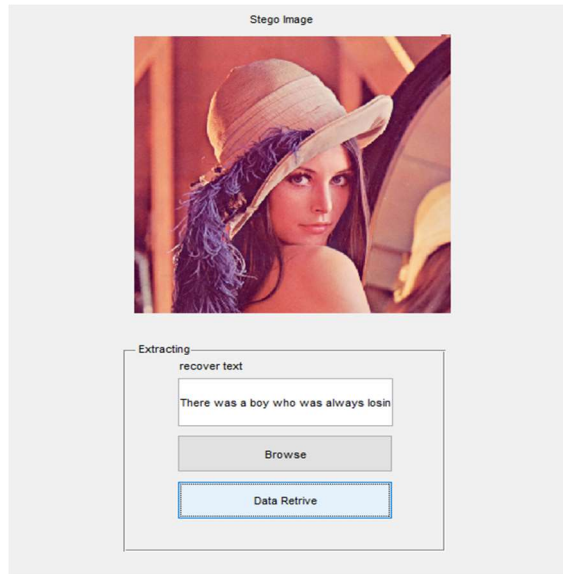 Stego Image
Extracting
recover text
There was a boy who was always losin
Browse
Data Retrive